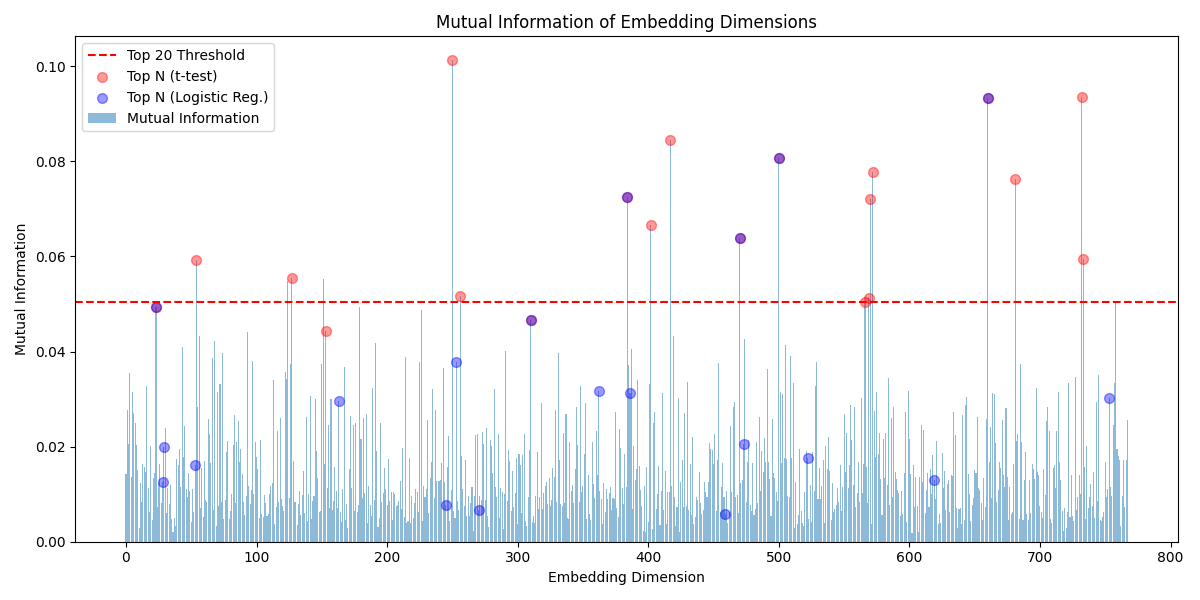 Mutual Information of Embedding Dimensions
Top 20 Threshold
Top N (t-test)
Top N (Logistic Reg.)
Mutual Information
Mutual Information
0.10
0.08
0.06
0.04
0.02
0.00
0 100 200 300 400 500 600 700 800
Embedding Dimension